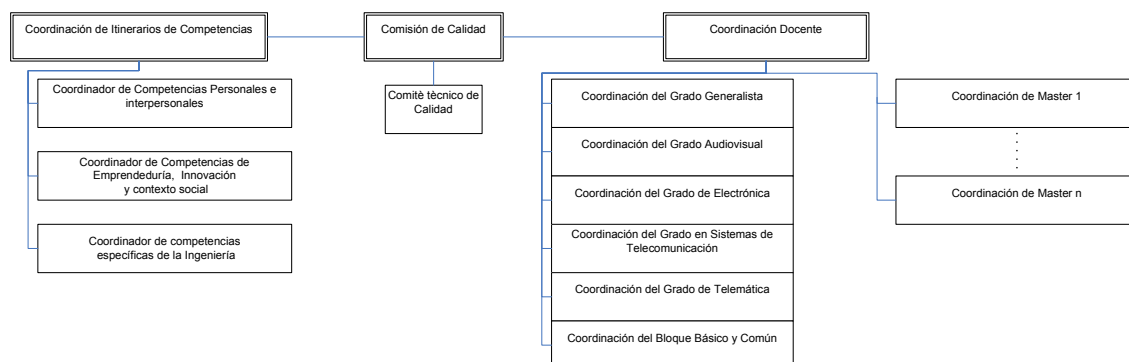 Coordinación de Itinerarios de Competencias
Comisión de Calidad
Coordinación Docente
Coordinador de Competencias Personales e
interpersonales
Coordinador de Competencias de
Emprendeduría, Innovación
y contexto social
Coordinador de competencias
específicas de la Ingeniería
Comitè tècnico de
Calidad
Coordinación del Grado Generalista
Coordinación del Grado Audiovisual
Coordinación del Grado de Electrónica
Coordinación del Grado en Sistemas de
Telecomunicación
Coordinación del Grado de Telemática
Coordinación del Bloque Básico y Común
Coordinación de Master 1
Coordinación de Master n